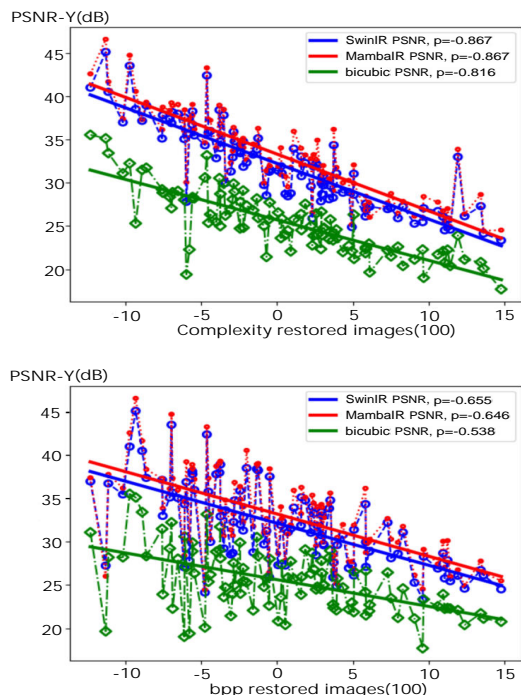 PSNR-Y(dB)
SwinIR PSNR, p=-0.867
MambaIR PSNR, p=-0.867
bicubic PSNR, p=-0.816
45
40
35
30
25
20
-10 -5 0 5 10 15
Complexity restored images(100)
PSNR-Y(dB)
SwinIR PSNR, p=-0.655
MambaIR PSNR, p=-0.646
bicubic PSNR, p=-0.538
45
40
35
30
25
20
-10 -5 0 5 10 15
bpp restored images(100)